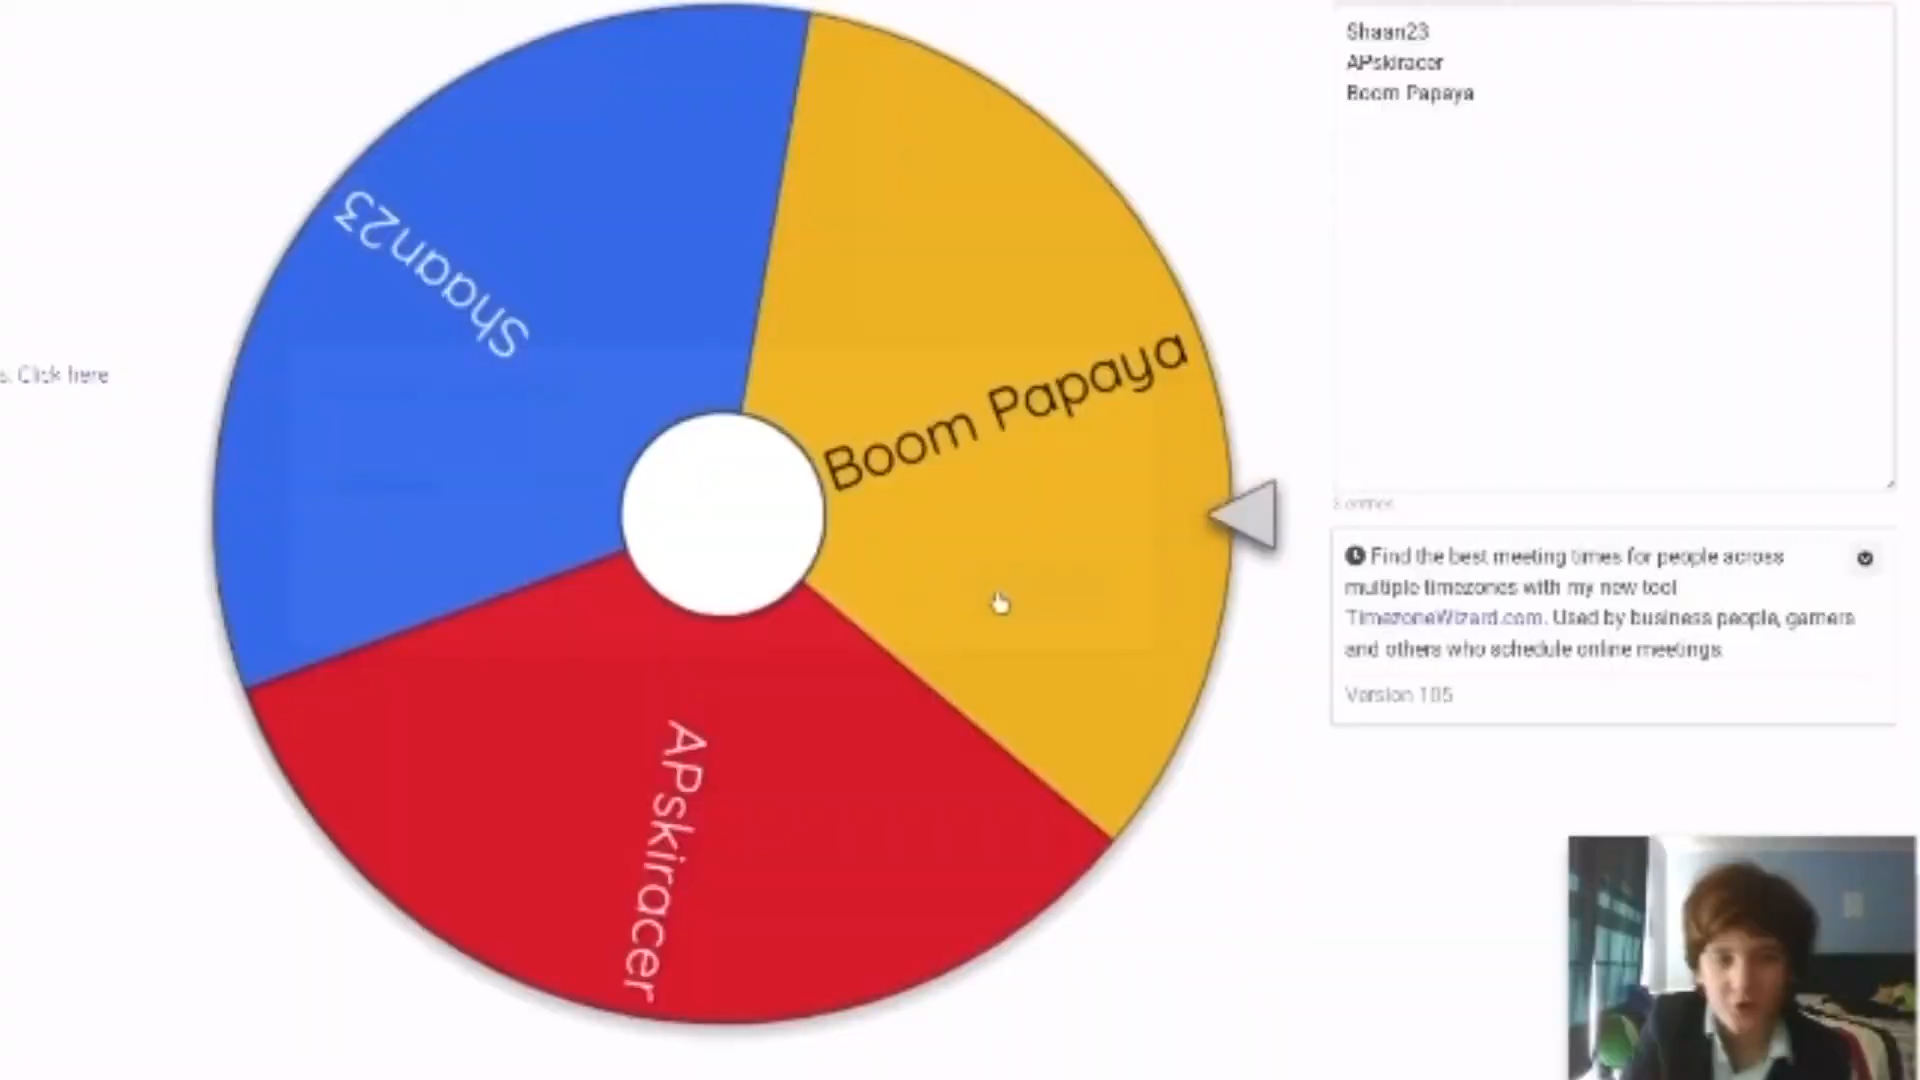 Shaan23
APskiracer
Boom Papaya
Shaan23
Boom Papaya
APskiracer
s. Click here
3 entries
Find the best meeting times for people across
multiple timezones with my new tool
TimezoneWizard.com. Used by business people, gamers
and others who schedule online meetings.
Version 105